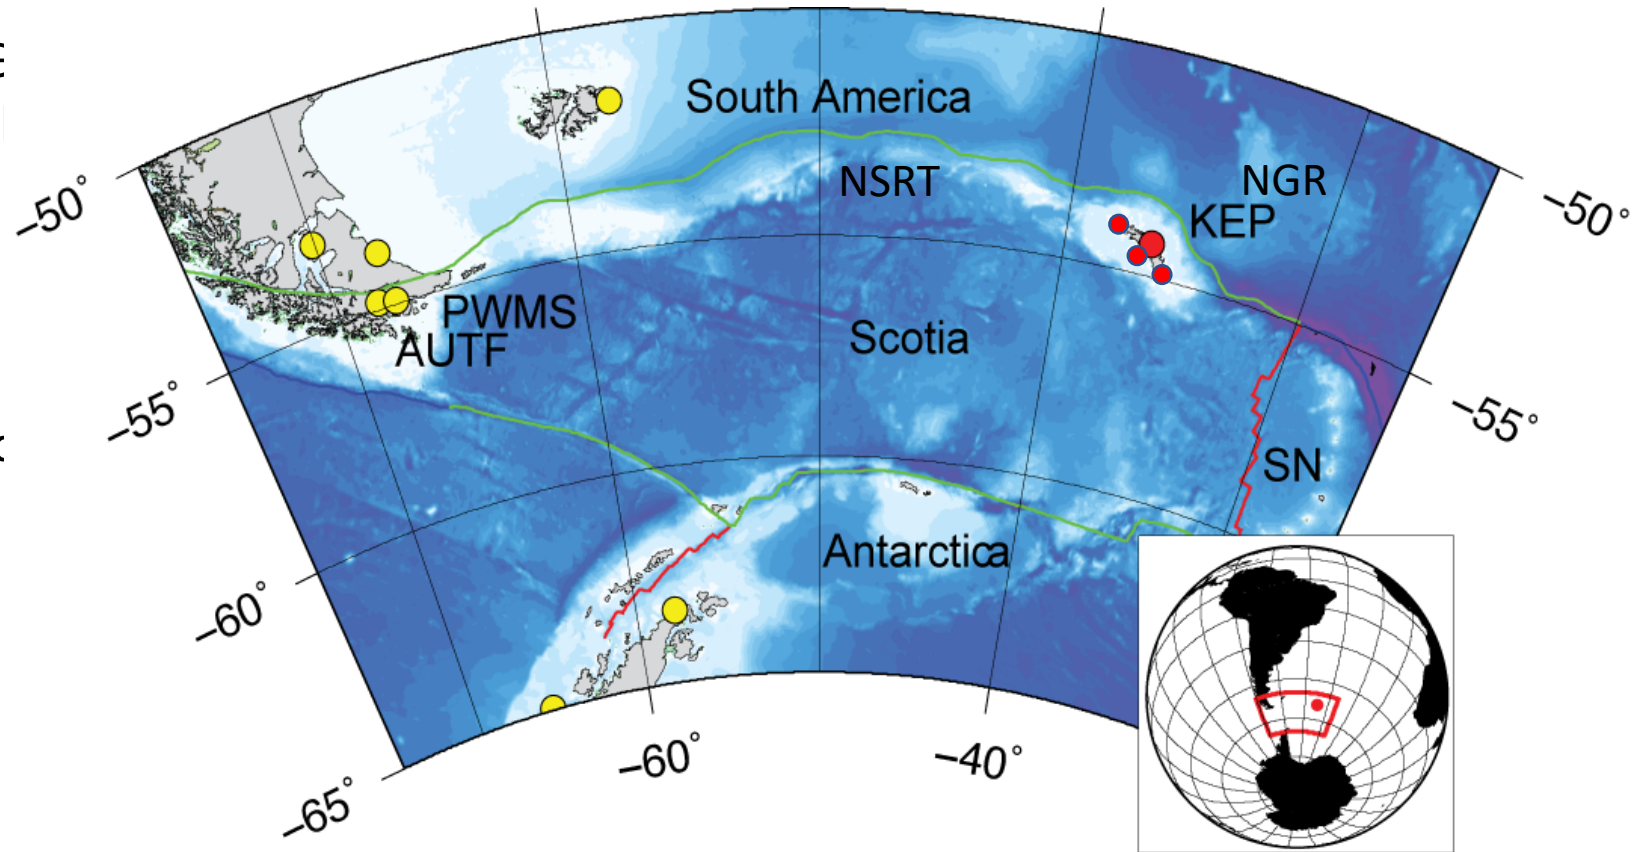 South America
NSRT
NGR
KEP
PWMS
AUTF
Scotia
SN
Antarctica
−50°
−55°
−60°
−65°
−60°
−40°
−50°
−55°